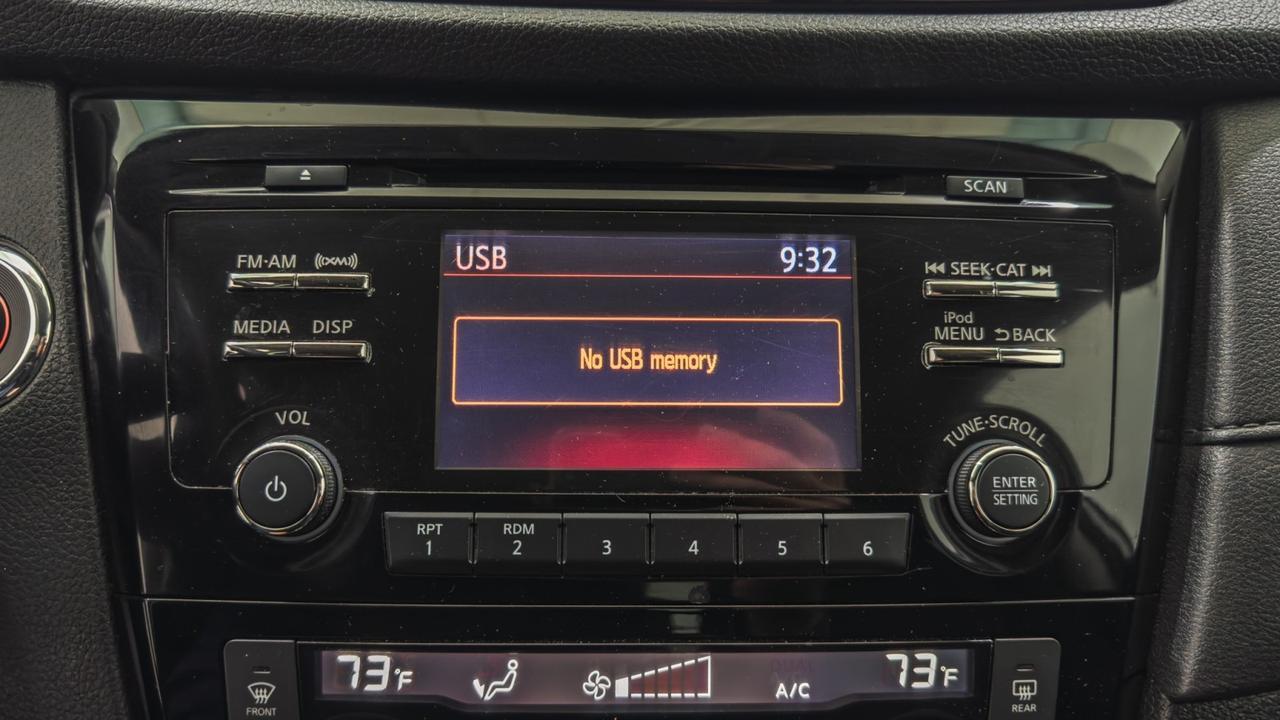 SCAN
FM·AM ((XM))
USB 9:32
SEEK·CAT
MEDIA DISP
iPod
MENU BACK
No USB memory
VOL
TUNE·SCROLL
ENTER
SETTING
RPT
1
RDM
2
3
4
5
6
73°F
A/C
73°F
FRONT
REAR